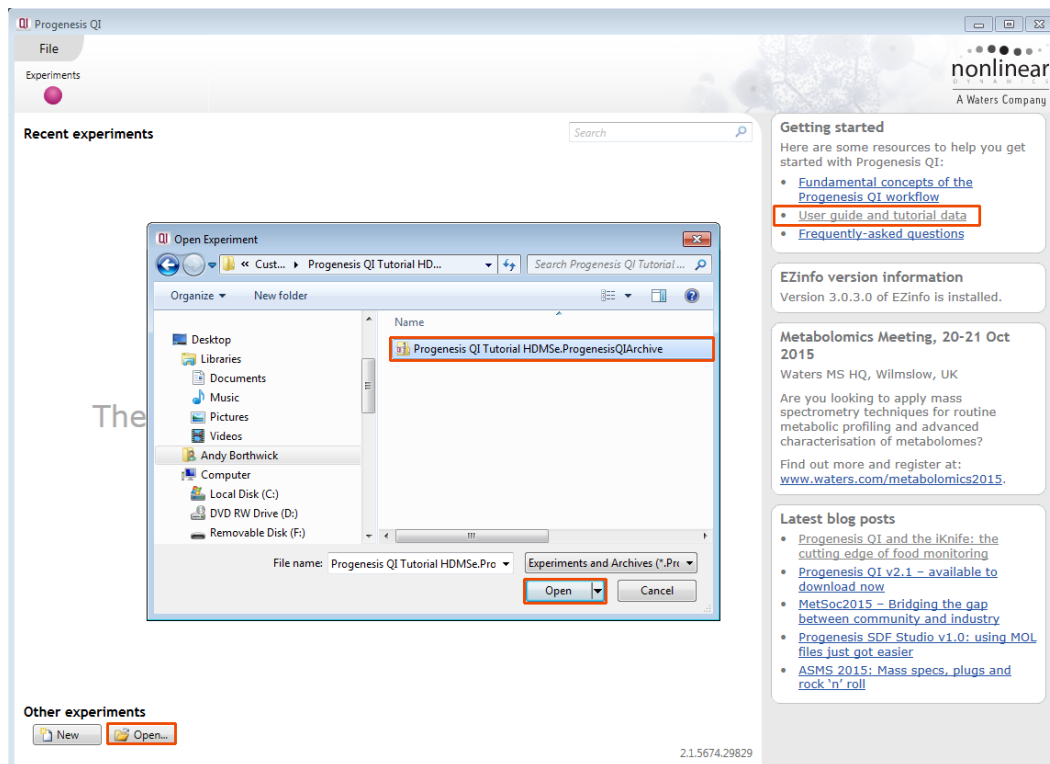 Progenesis QI
File
Experiments
nonlinear
DYNAMICS
A Waters Company
Recent experiments
Search
The
Open Experiment
« Cust... Progenesis QI Tutorial HD...
Search Progenesis QI Tutorial ...
Organize
New folder
Name
Desktop
Libraries
Documents
Music
Pictures
Videos
Andy Borthwick
Computer
Local Disk (C:)
DVD RW Drive (D:)
Removable Disk (F:)
Progenesis QI Tutorial HDMSe.ProgenesisQIArchive
File name:
Progenesis QI Tutorial HDMSe.Pro
Experiments and Archives (*.Pro
Open
Cancel
Other experiments
New
Open...
2.1.5674.29829
Getting started
Here are some resources to help you get
started with Progenesis QI:
• Fundamental concepts of the
Progenesis QI workflow
• User guide and tutorial data
• Frequently-asked questions
EZinfo version information
Version 3.0.3.0 of EZinfo is installed.
Metabolomics Meeting, 20-21 Oct
2015
Waters MS HQ, Wilmslow, UK
Are you looking to apply mass
spectrometry techniques for routine
metabolic profiling and advanced
characterisation of metabolomes?
Find out more and register at:
www.waters.com/metabolomics2015.
Latest blog posts
• Progenesis QI and the iKnife: the
cutting edge of food monitoring
• Progenesis QI v2.1 – available to
download now
• MetSoc2015 – Bridging the gap
between community and industry
• Progenesis SDF Studio v1.0: using MOL
files just got easier
• ASMS 2015: Mass specs, plugs and
rock 'n' roll